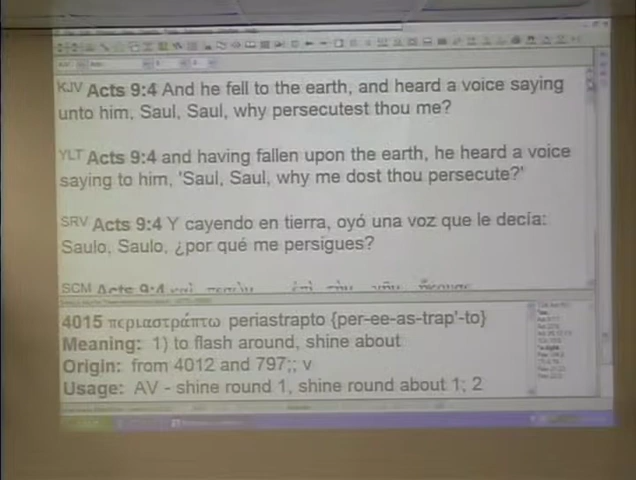 KJV Acts 9:4 And he fell to the earth, and heard a voice saying
unto him, Saul, Saul, why persecutest thou me?
YLT Acts 9:4 and having fallen upon the earth, he heard a voice
saying to him, 'Saul, Saul, why me dost thou persecute?'
SRV Acts 9:4 Y cayendo en tierra, oyó una voz que le decía:
Saulo, Saulo, ¿por qué me persigues?
SCM Acts 9:4
4015 περιαστράπτω periastrapto {per-ee-as-trap'-to}
Meaning: 1) to flash around, shine about
Origin: from 4012 and 797;; v
Usage: AV - shine round 1, shine round about 1; 2